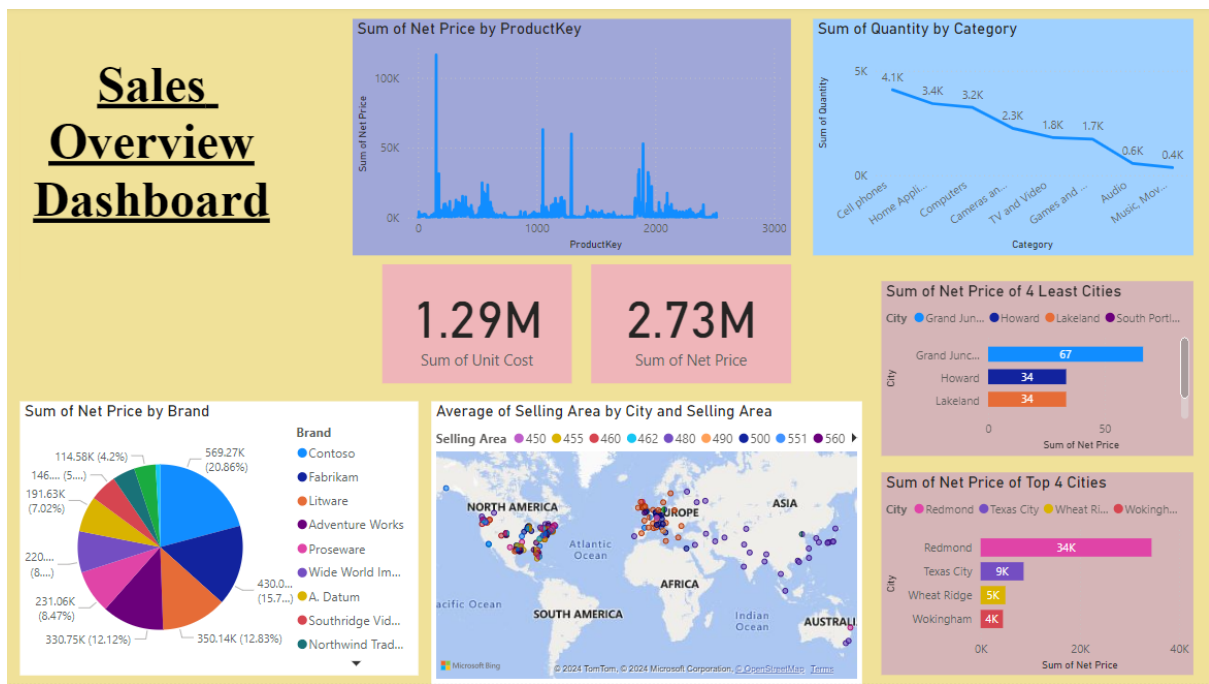 Sales
Overview
Dashboard
Sum of Net Price by ProductKey
Sum of Net Price
100K
50K
0K
0
1000
2000
3000
ProductKey
Sum of Quantity by Category
Sum of Quantity
5K
0K
4.1K
3.4K
3.2K
2.3K
1.8K
1.7K
0.6K
0.4K
Cell phones
Home Appli...
Computers
Cameras an...
TV and Video
Games and ...
Audio
Music, Mov...
Category
1.29M
Sum of Unit Cost
2.73M
Sum of Net Price
Sum of Net Price of 4 Least Cities
City Grand Jun... Howard Lakeland South Porti...
City
Grand Junc... 67
Howard 34
Lakeland 34
0 50
Sum of Net Price
Sum of Net Price by Brand
569.27K
(20.86%)
430.0...
(15.7...)
350.14K (12.83%)
330.75K (12.12%)
231.06K
(8.47%)
220....
(8....)
191.63K
(7.02%)
146.... (5....)
114.58K (4.2%)
Brand
Contoso
Fabrikam
Litware
Adventure Works
Proseware
Wide World Im...
A. Datum
Southridge Vid...
Northwind Trad...
Average of Selling Area by City and Selling Area
Selling Area 450 455 460 462 480 490 500 551 560
NORTH AMERICA
EUROPE
ASIA
Atlantic
Ocean
AFRICA
acific Ocean
SOUTH AMERICA
Indian
Ocean
AUSTRALI
Microsoft Bing
© 2024 TomTom, © 2024 Microsoft Corporation, © OpenStreetMap Terms
Sum of Net Price of Top 4 Cities
City Redmond Texas City Wheat Ri... Wokingh...
City
Redmond 34K
Texas City 9K
Wheat Ridge 5K
Wokingham 4K
0K 20K 40K
Sum of Net Price